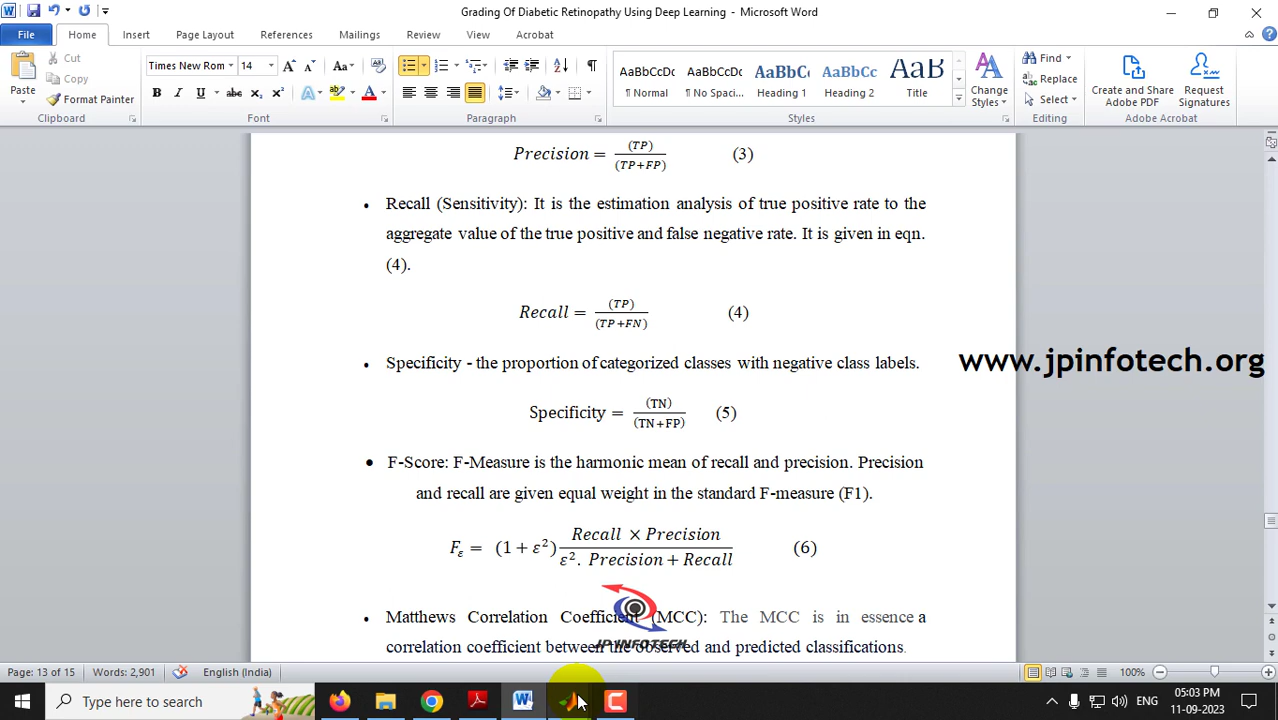 Grading Of Diabetic Retinopathy Using Deep Learning - Microsoft Word
File Home Insert Page Layout References Mailings Review View Acrobat
Paste
Cut
Copy
Format Painter
Clipboard
Times New Rom 14
Font
Paragraph
AaBbCcDc AaBbCcDc AaBbCc AaBbCc AaB
¶ Normal ¶ No Spaci... Heading 1 Heading 2 Title
Change Styles
Styles
Find
Replace
Select
Editing
Create and Share Adobe PDF
Request Signatures
Adobe Acrobat
Precision = (TP) / (TP+FP) (3)
• Recall (Sensitivity): It is the estimation analysis of true positive rate to the
aggregate value of the true positive and false negative rate. It is given in eqn.
(4).
Recall = (TP) / (TP+FN) (4)
• Specificity - the proportion of categorized classes with negative class labels.
www.jpinfotech.org
Specificity = (TN) / (TN+FP) (5)
• F-Score: F-Measure is the harmonic mean of recall and precision. Precision
and recall are given equal weight in the standard F-measure (F1).
Fε = (1 + ε²) Recall × Precision / ε². Precision + Recall (6)
• Matthews Correlation Coefficient (MCC): The MCC is in essence a
correlation coefficient between the observed and predicted classifications.
JP INFOTECH
Page: 13 of 15 Words: 2,901 English (India) 100%
Type here to search
ENG
05:03 PM
11-09-2023